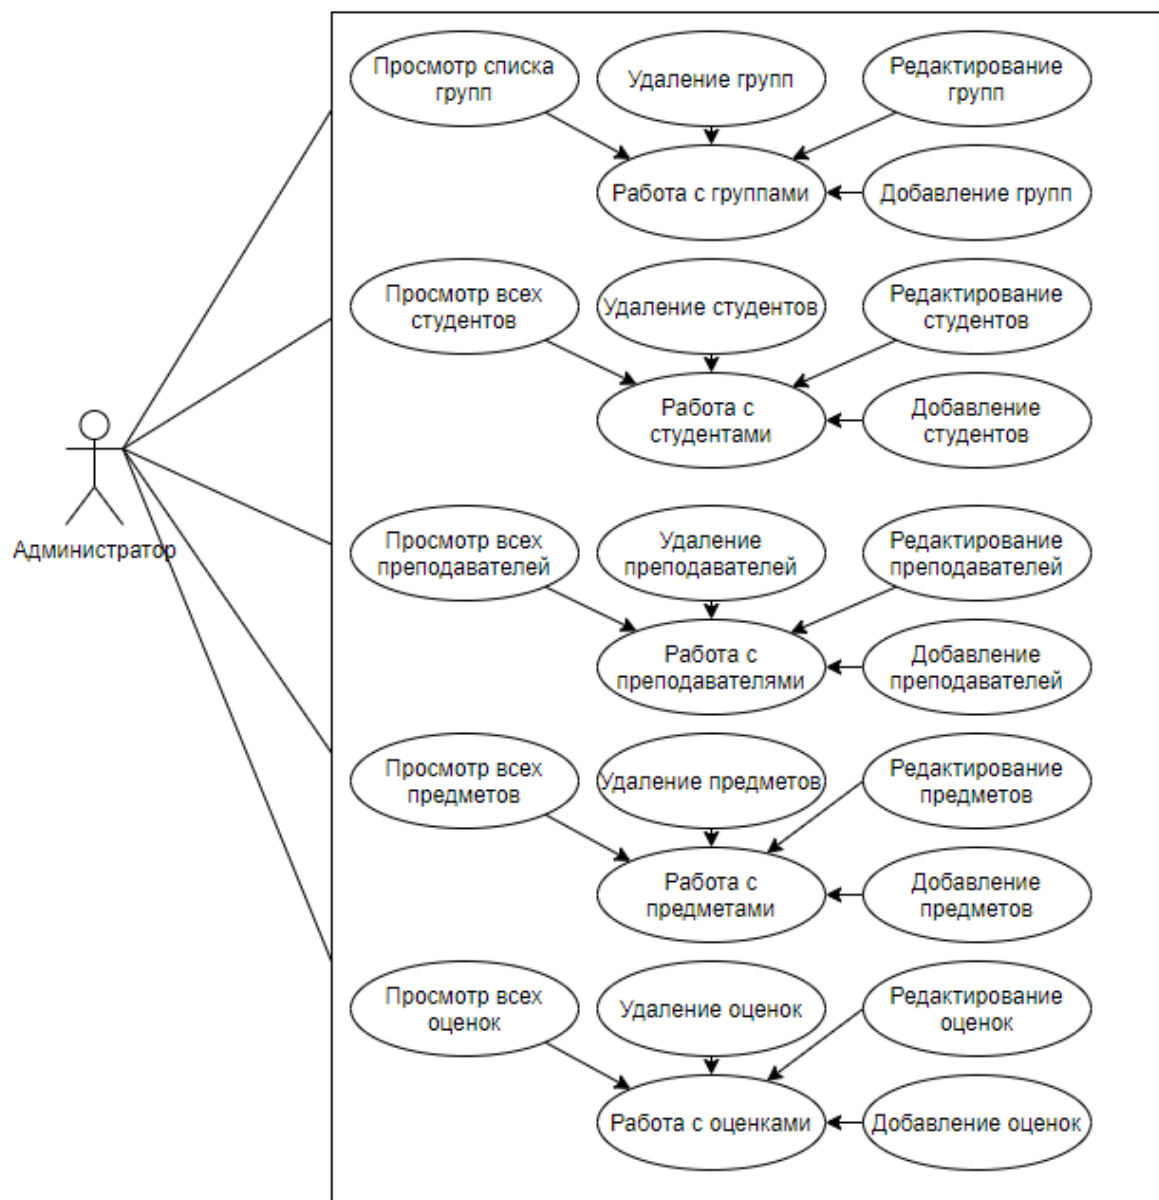 Просмотр списка
групп
Удаление групп
Редактирование
групп
Работа с группами
Добавление групп
Просмотр всех
студентов
Удаление студентов
Редактирование
студентов
Работа с
студентами
Добавление
студентов
Администратор
Просмотр всех
преподавателей
Удаление
преподавателей
Редактирование
преподавателей
Работа с
преподавателями
Добавление
преподавателей
Просмотр всех
предметов
Удаление предметов
Редактирование
предметов
Работа с
предметами
Добавление
предметов
Просмотр всех
оценок
Удаление оценок
Редактирование
оценок
Работа с оценками
Добавление оценок